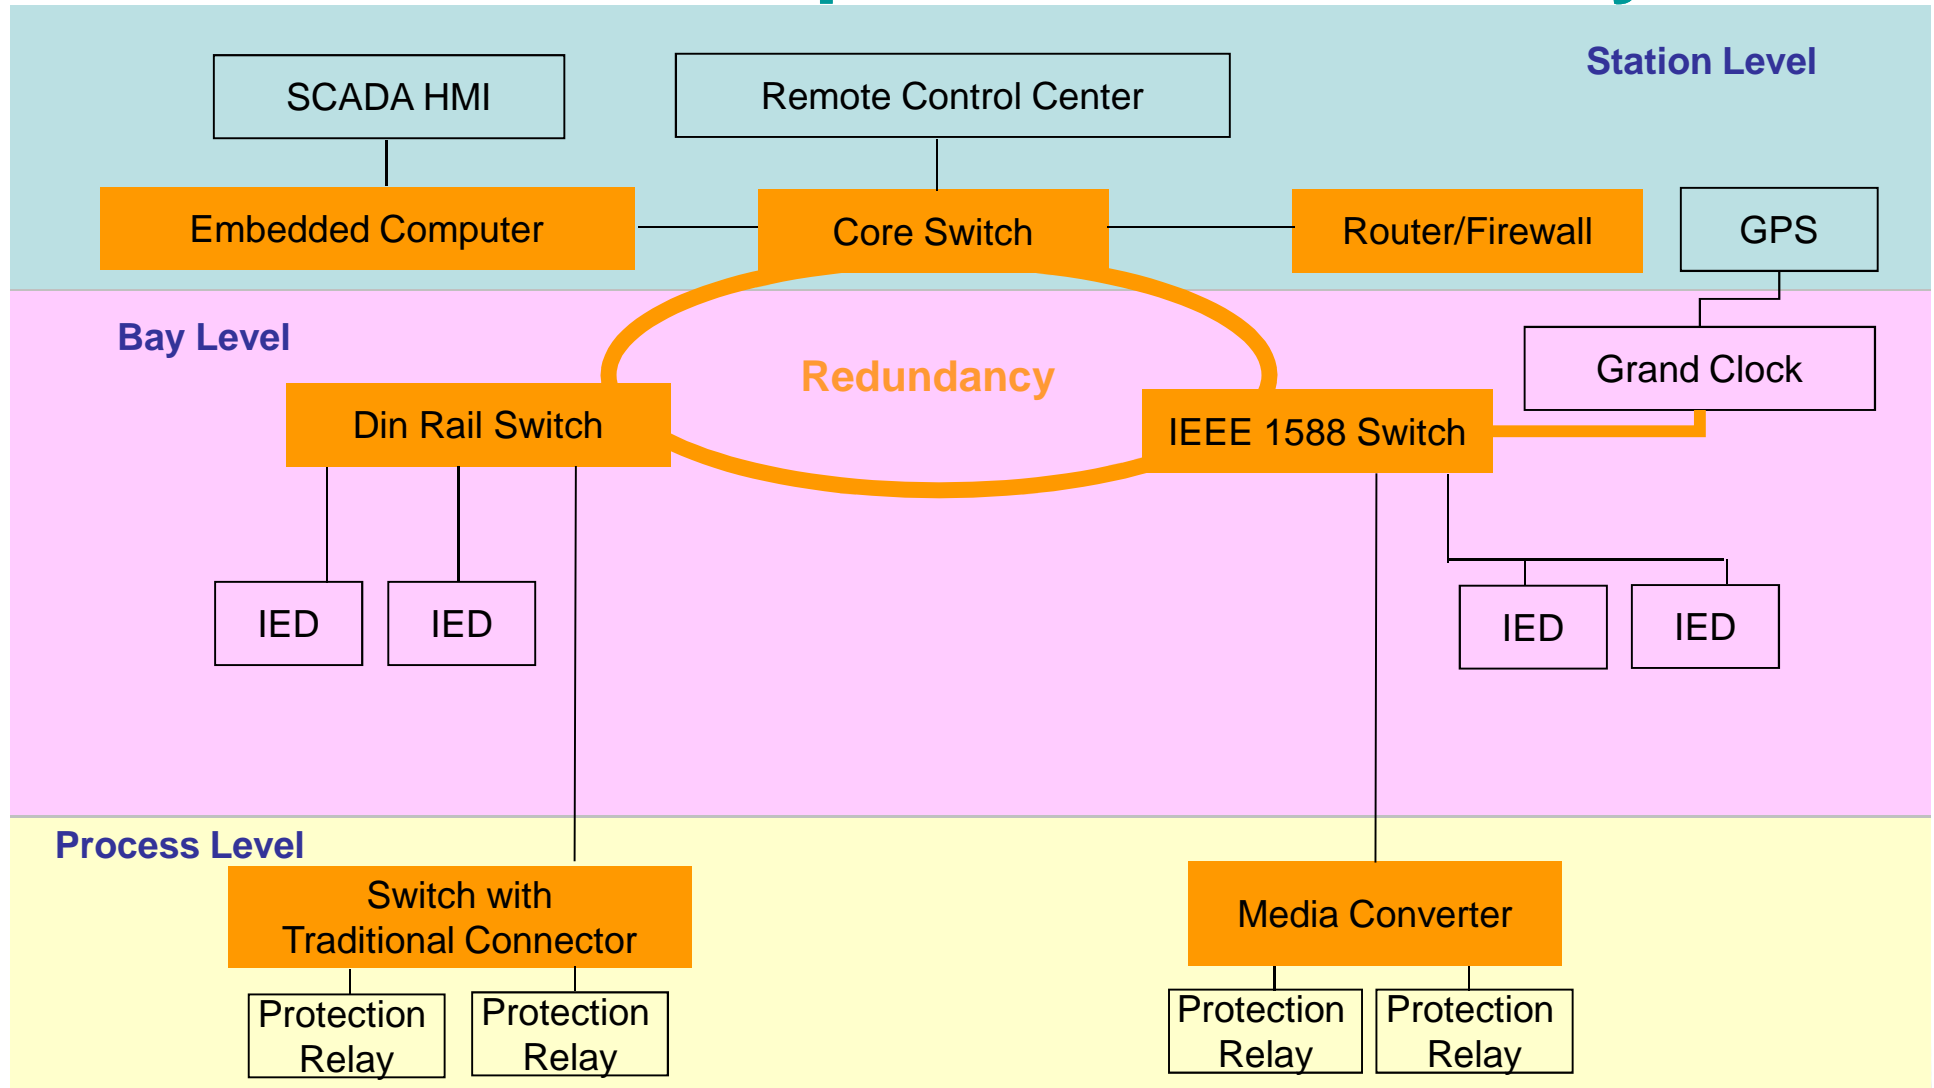 Station Level
SCADA HMI
Remote Control Center
Embedded Computer
Core Switch
Router/Firewall
GPS
Bay Level
Redundancy
Grand Clock
Din Rail Switch
IEEE 1588 Switch
IED
IED
IED
IED
Process Level
Switch with
Traditional Connector
Media Converter
Protection
Relay
Protection
Relay
Protection
Relay
Protection
Relay